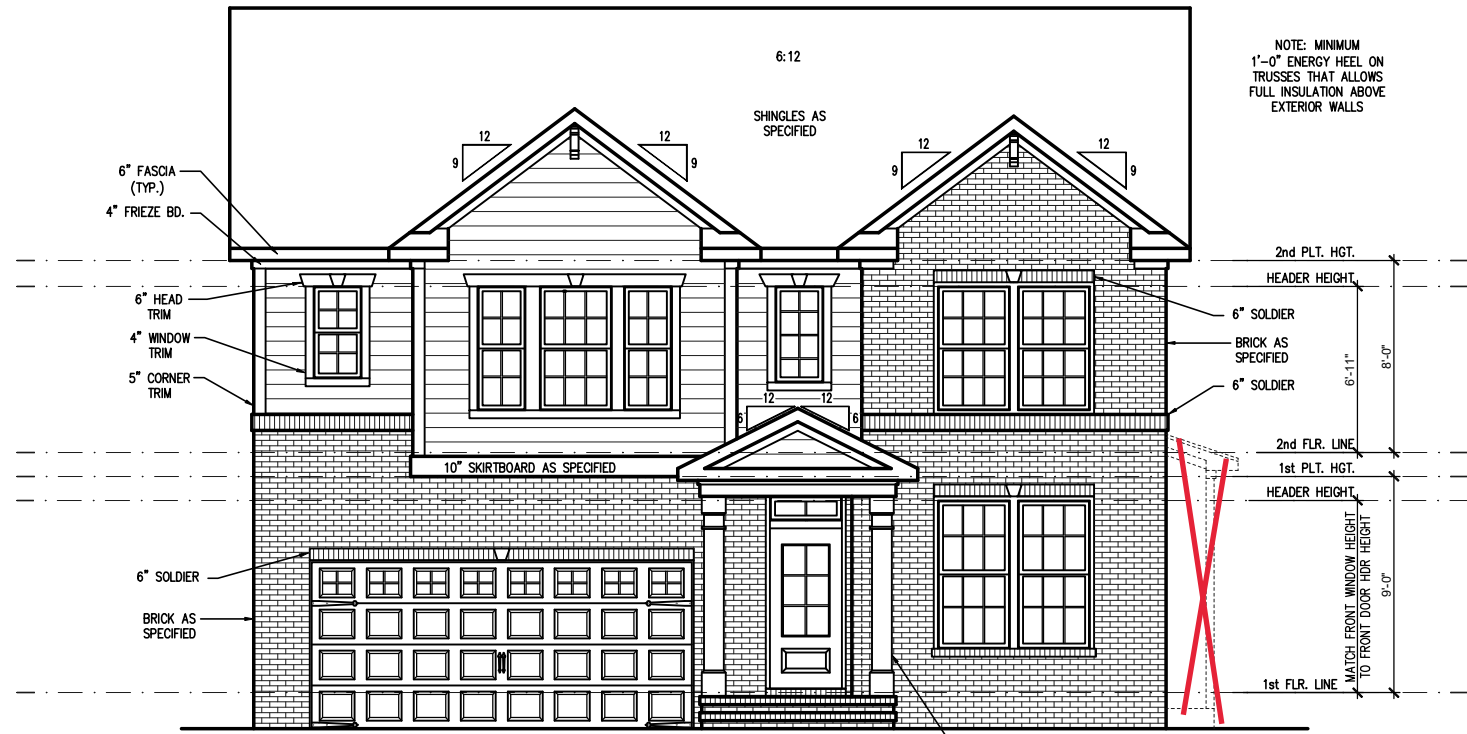 6:12
NOTE: MINIMUM
1'-0" ENERGY HEEL ON
TRUSSES THAT ALLOWS
FULL INSULATION ABOVE
EXTERIOR WALLS
SHINGLES AS
SPECIFIED
12
12
9
9
12
12
9
9
6" FASCIA
(TYP.)
4" FRIEZE BD.
2nd PLT. HGT.
HEADER HEIGHT
6" HEAD
TRIM
4" WINDOW
TRIM
5" CORNER
TRIM
6" SOLDIER
BRICK AS
SPECIFIED
6" SOLDIER
6'-11"
8'-0"
12
12
6
6
2nd FLR. LINE
1st PLT. HGT.
HEADER HEIGHT
10" SKIRTBOARD AS SPECIFIED
6" SOLDIER
BRICK AS
SPECIFIED
MATCH FRONT WINDOW HEIGHT
TO FRONT DOOR HDR HEIGHT
9'-0"
1st FLR. LINE